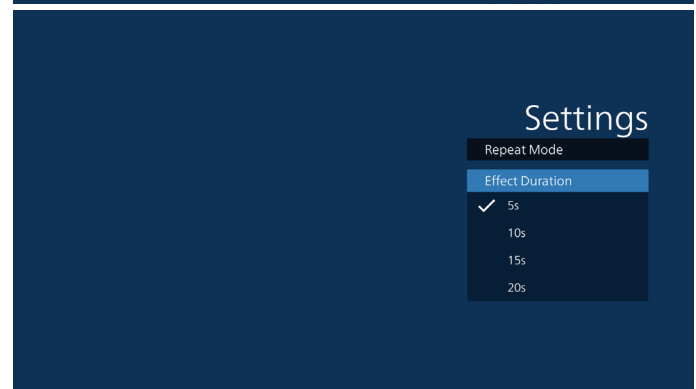 Settings
Repeat Mode
Effect Duration
5s
10s
15s
20s